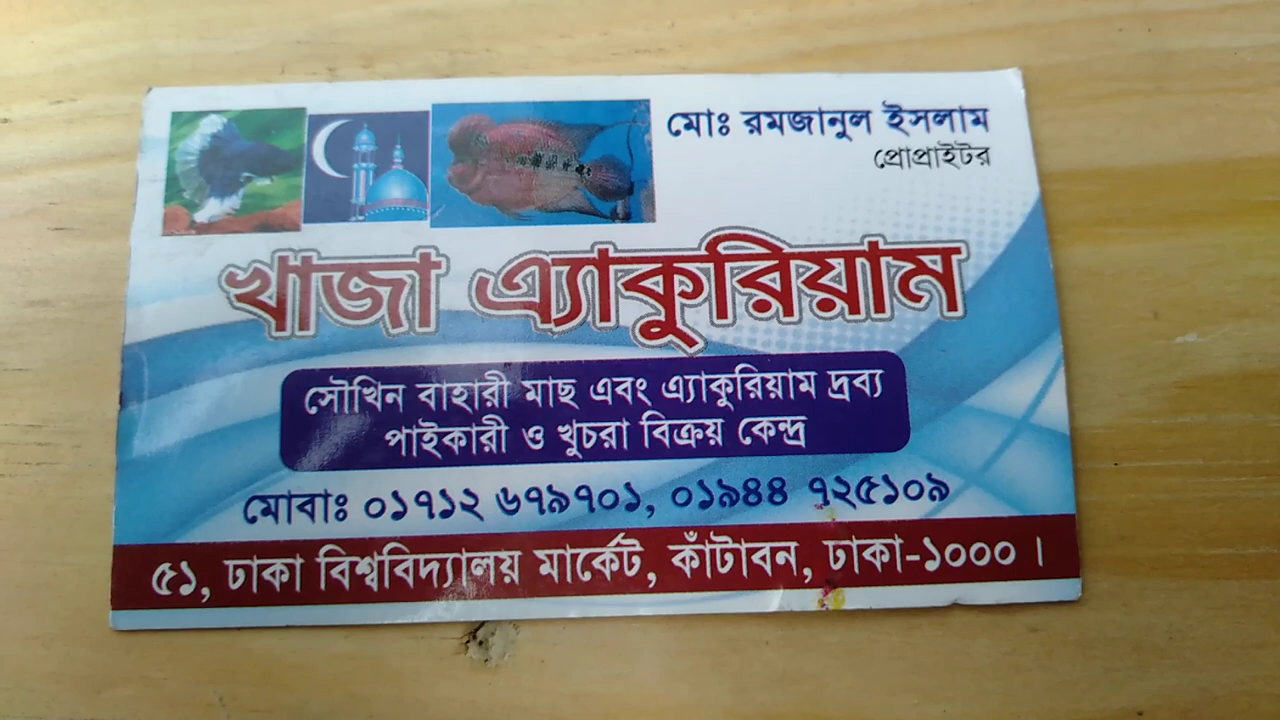 মোঃ রমজানুল ইসলাম
প্রোপ্রাইটর
খাজা এ্যাকুরিয়াম
সৌখিন বাহারী মাছ এবং এ্যাকুরিয়াম দ্রব্য
পাইকারী ও খুচরা বিক্রয় কেন্দ্র
মোবাঃ ০১৭১২ ৬৭৯৭০১, ০১৯৪৪ ৭২৫১০৯
৫১, ঢাকা বিশ্ববিদ্যালয় মার্কেট, কাঁটাবন, ঢাকা-১০০০ ।